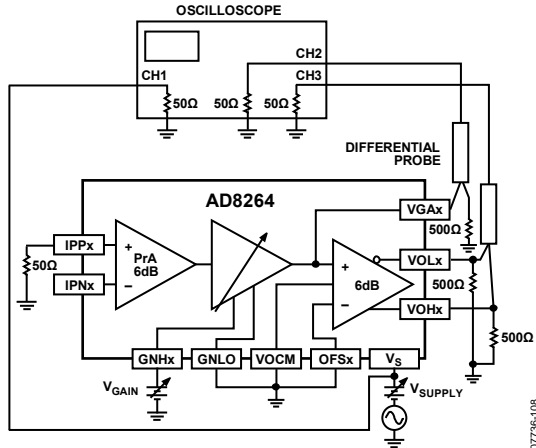 OSCILLOSCOPE
CH2
CH1
CH3
50Ω
50Ω
50Ω
DIFFERENTIAL
PROBE
AD8264
VGAx
500Ω
IPPx
50Ω
IPNx
+
–
PrA
6dB
+
–
6dB
VOLx
500Ω
VOHx
500Ω
GNHx
GNLO
VOCM
OFSx
VS
VGAIN
VSUPPLY
07736-108